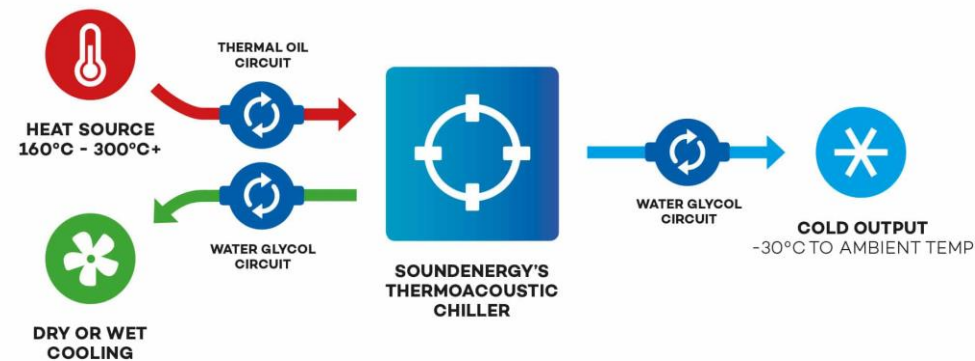 THERMAL OIL
CIRCUIT
HEAT SOURCE
160°C - 300°C+
WATER GLYCOL
CIRCUIT
DRY OR WET
COOLING
SOUNDENERGY'S
THERMOACOUSTIC
CHILLER
WATER GLYCOL
CIRCUIT
COLD OUTPUT
-30°C TO AMBIENT TEMP